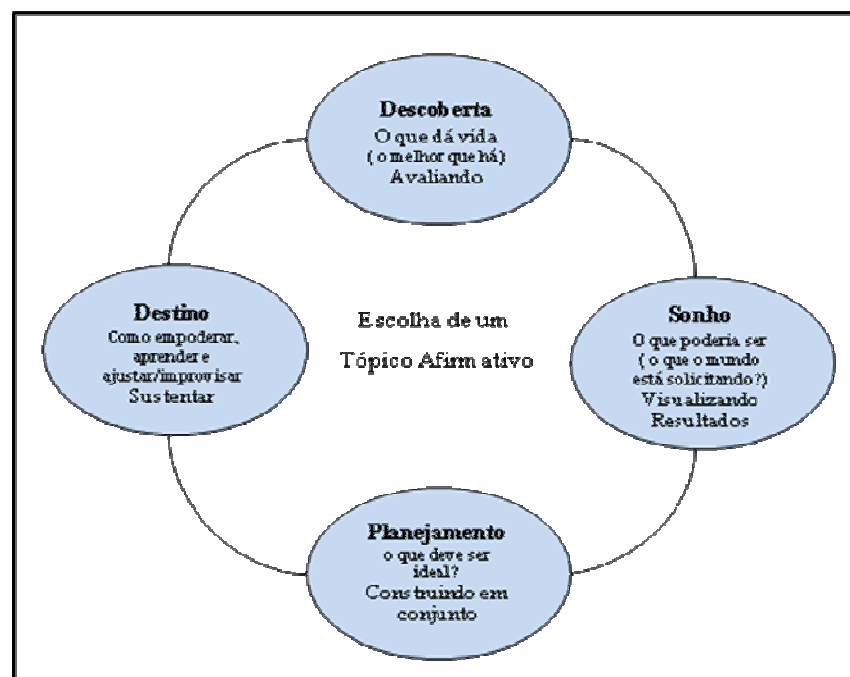 Descoberta
O que dá vida
( o melhor que há)
Avaliando
Destino
Como empoderar,
aprender e
ajustar/improvisar
Sustentar
Escolha de um
Tópico Afirmativo
Sonho
O que poderia ser
( o que o mundo
está solicitando?)
Visualizando
Resultados
Planejamento
o que deve ser
ideal?
Construindo em
conjunto